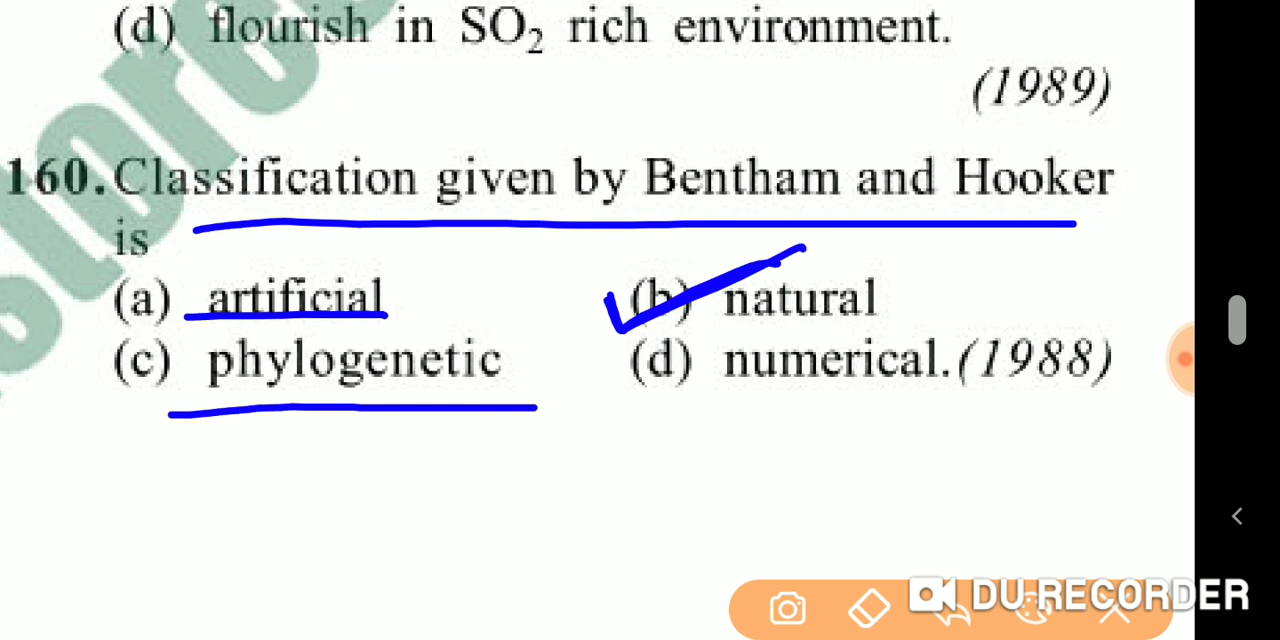 (d) flourish in SO₂ rich environment.
(1989)
160. Classification given by Bentham and Hooker
is
(a) artificial (b) natural
(c) phylogenetic (d) numerical. (1988)
DU RECORDER